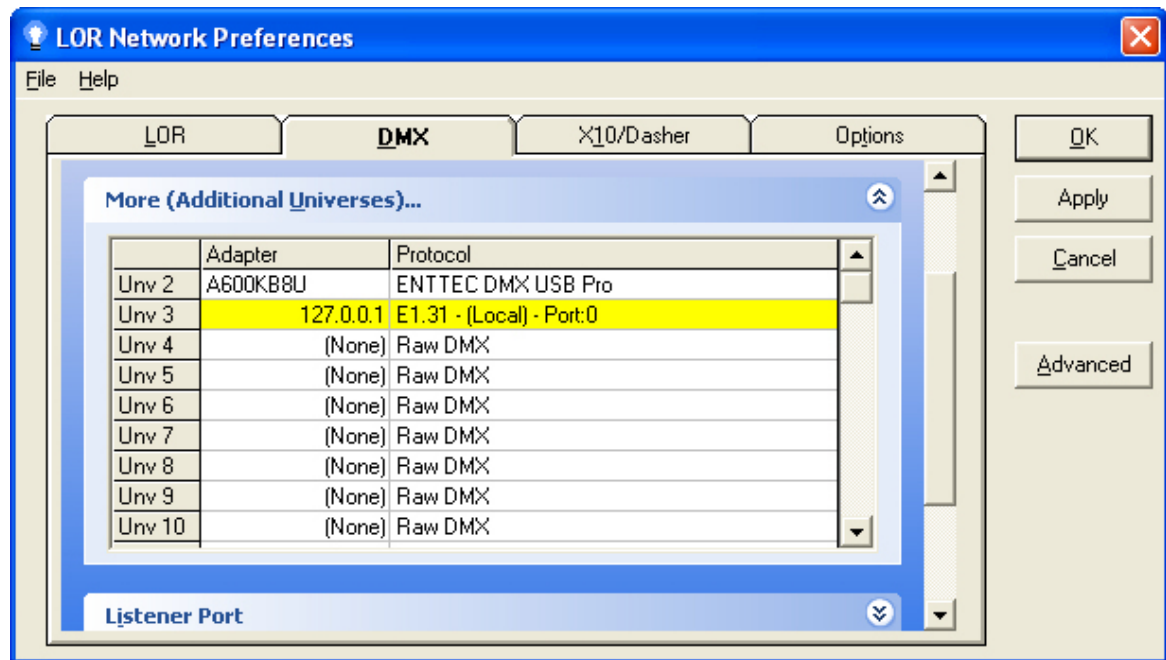 LOR Network Preferences
File Help
LOR DMX X10/Dasher Options
OK
More (Additional Universes)...
Apply
Adapter Protocol
Cancel
Unv 2 A600KB8U ENTTEC DMX USB Pro
Unv 3 127.0.0.1 E1.31 - (Local) - Port:0
Unv 4 (None) Raw DMX
Advanced
Unv 5 (None) Raw DMX
Unv 6 (None) Raw DMX
Unv 7 (None) Raw DMX
Unv 8 (None) Raw DMX
Unv 9 (None) Raw DMX
Unv 10 (None) Raw DMX
Listener Port